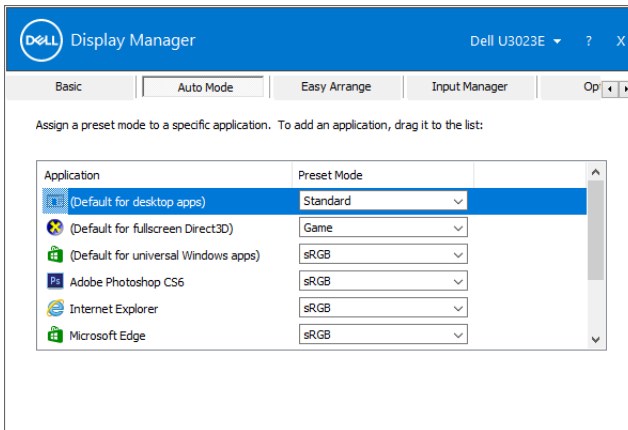 DELL Display Manager Dell U3023E ? X
Basic Auto Mode Easy Arrange Input Manager
Assign a preset mode to a specific application. To add an application, drag it to the list:
Application Preset Mode
(Default for desktop apps) Standard
(Default for fullscreen Direct3D) Game
(Default for universal Windows apps) sRGB
Ps Adobe Photoshop CS6 sRGB
Internet Explorer sRGB
Microsoft Edge sRGB